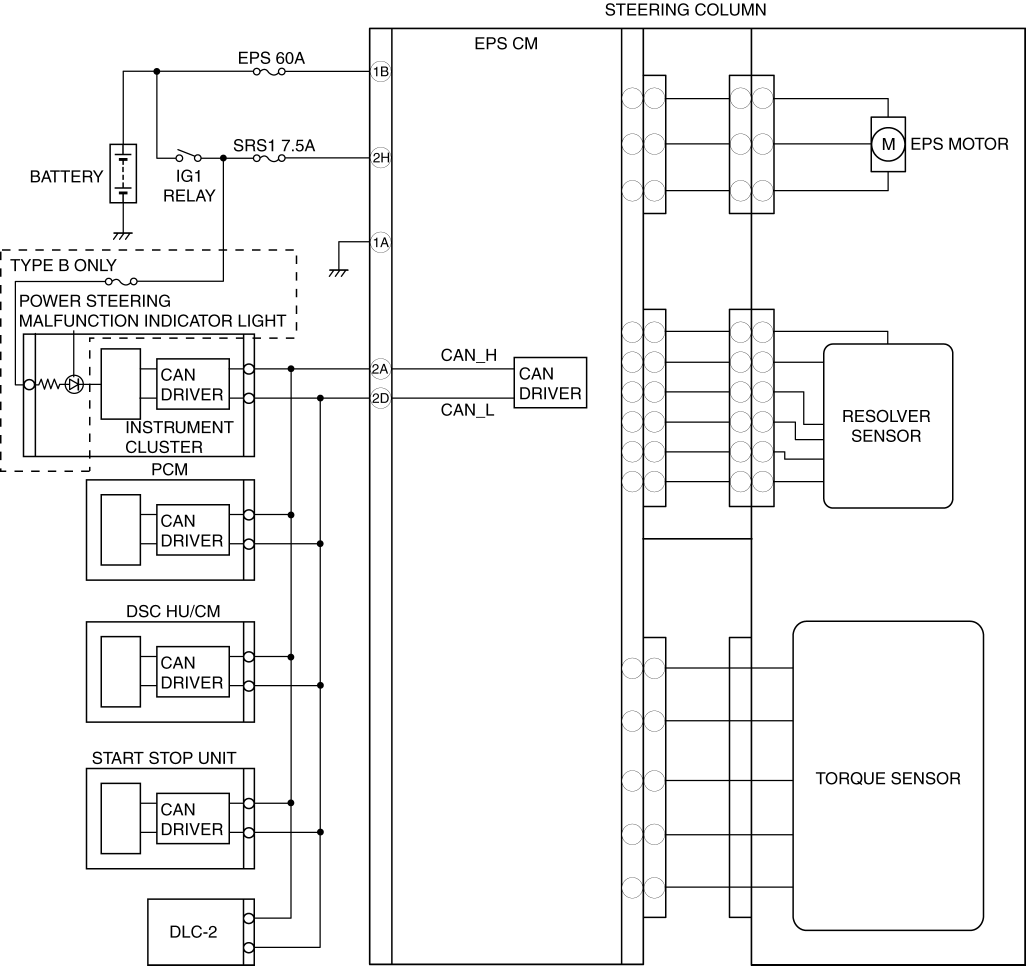 STEERING COLUMN
EPS CM
EPS 60A
1B
SRS1 7.5A
2H
IG1
RELAY
BATTERY
M
EPS MOTOR
1A
TYPE B ONLY
POWER STEERING
MALFUNCTION INDICATOR LIGHT
CAN
DRIVER
INSTRUMENT
CLUSTER
2A
CAN_H
2D
CAN_L
CAN
DRIVER
RESOLVER
SENSOR
PCM
CAN
DRIVER
DSC HU/CM
CAN
DRIVER
START STOP UNIT
CAN
DRIVER
TORQUE SENSOR
DLC-2